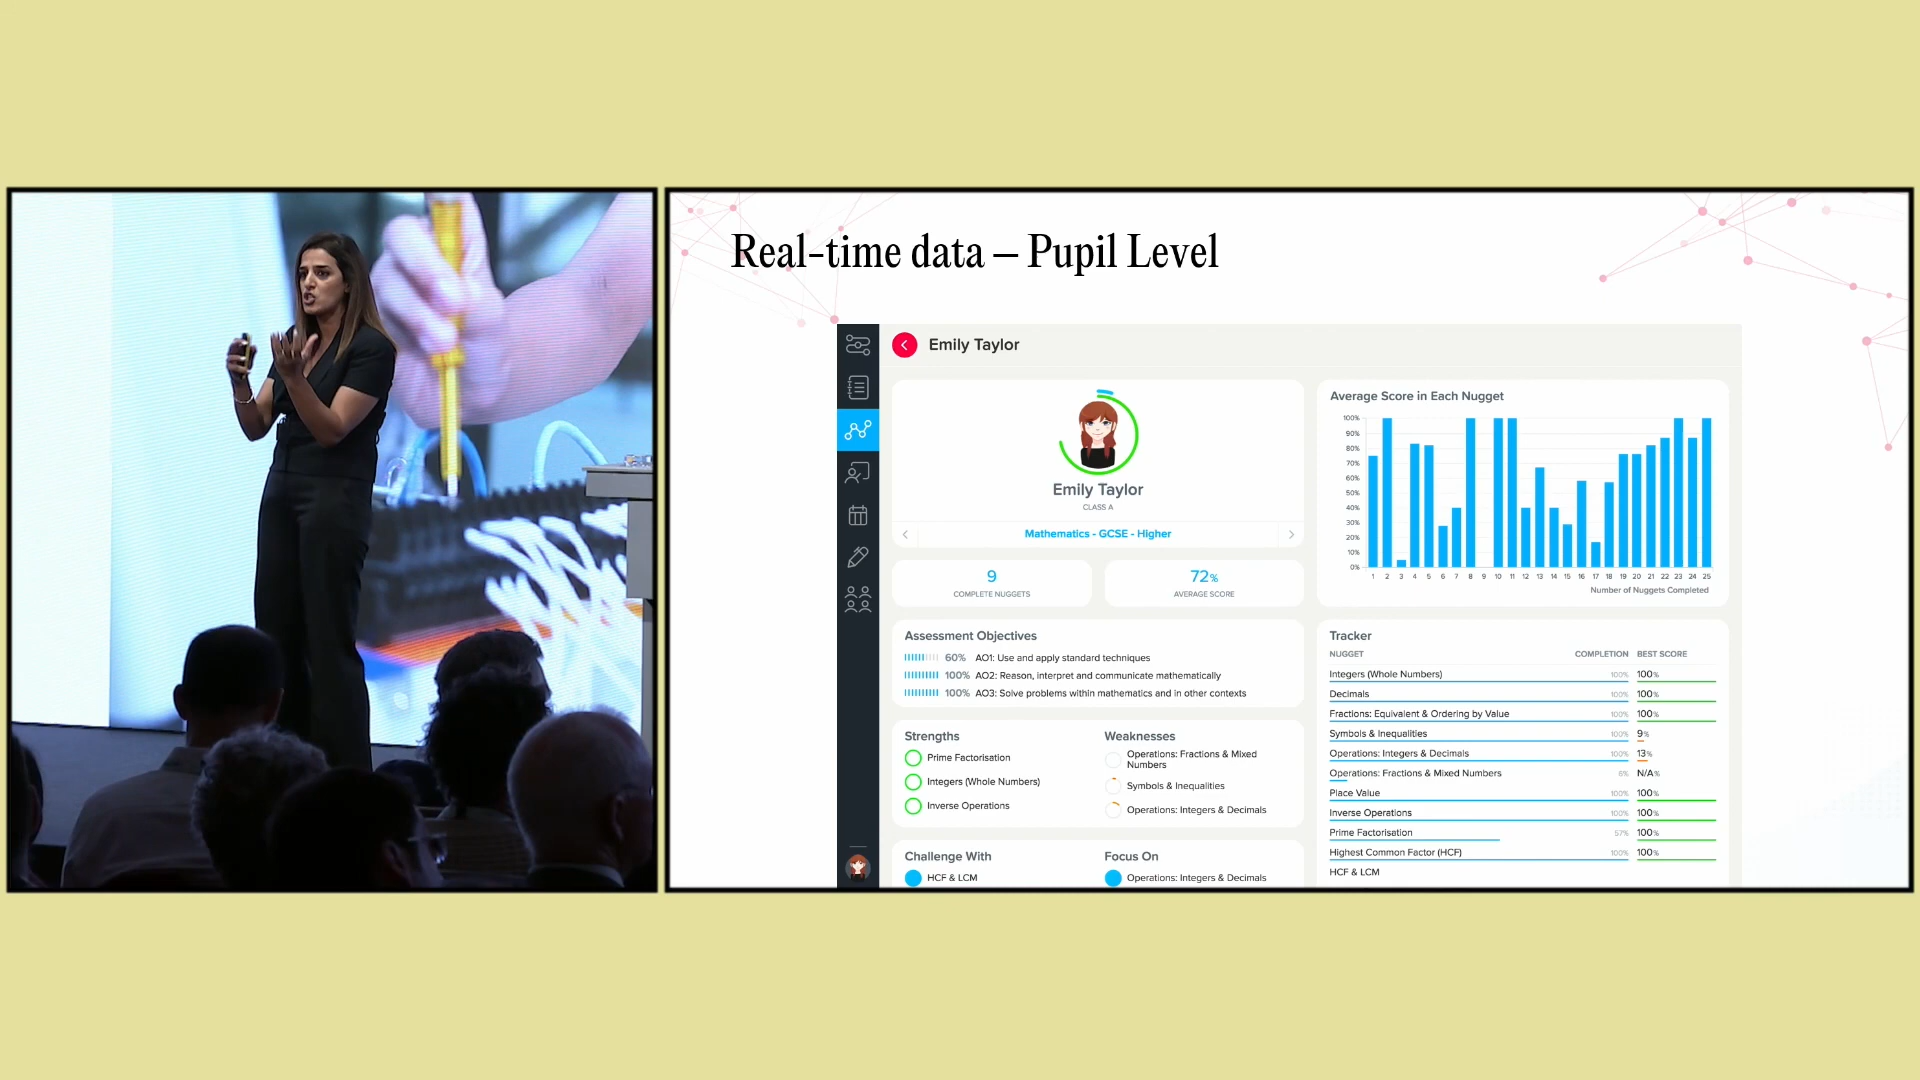 Real-time data – Pupil Level
Emily Taylor
Emily Taylor
CLASS A
Mathematics - GCSE - Higher
9
COMPLETE NUGGETS
72%
AVERAGE SCORE
Assessment Objectives
60% AO1: Use and apply standard techniques
100% AO2: Reason, interpret and communicate mathematically
100% AO3: Solve problems within mathematics and in other contexts
Strengths
Prime Factorisation
Integers (Whole Numbers)
Inverse Operations
Weaknesses
Operations: Fractions & Mixed
Numbers
Symbols & Inequalities
Operations: Integers & Decimals
Challenge With
HCF & LCM
Focus On
Operations: Integers & Decimals
Average Score in Each Nugget
100%
90%
80%
70%
60%
50%
40%
30%
20%
10%
0%
1 2 3 4 5 6 7 8 9 10 11 12 13 14 15 16 17 18 19 20 21 22 23 24 25
Number of Nuggets Completed
Tracker
NUGGET COMPLETION BEST SCORE
Integers (Whole Numbers) 100% 100%
Decimals 100% 100%
Fractions: Equivalent & Ordering by Value 100% 100%
Symbols & Inequalities 100% 9%
Operations: Integers & Decimals 100% 13%
Operations: Fractions & Mixed Numbers 6% N/A%
Place Value 100% 100%
Inverse Operations 100% 100%
Prime Factorisation 57% 100%
Highest Common Factor (HCF) 100% 100%
HCF & LCM